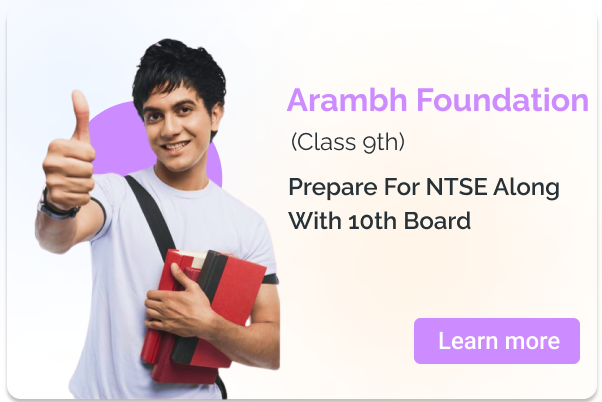 Arambh Foundation
(Class 9th)
Prepare For NTSE Along
With 10th Board
Learn more